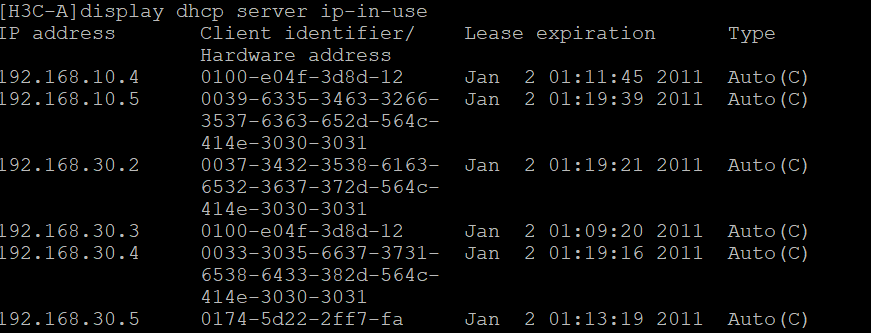 [H3C-A]display dhcp server ip-in-use
IP address Client identifier/ Lease expiration Type
Hardware address
192.168.10.4 0100-e04f-3d8d-12 Jan 2 01:11:45 2011 Auto(C)
192.168.10.5 0039-6335-3463-3266- Jan 2 01:19:39 2011 Auto(C)
3537-6363-652d-564c-
414e-3030-3031
192.168.30.2 0037-3432-3538-6163- Jan 2 01:19:21 2011 Auto(C)
6532-3637-372d-564c-
414e-3030-3031
192.168.30.3 0100-e04f-3d8d-12 Jan 2 01:09:20 2011 Auto(C)
192.168.30.4 0033-3035-6637-3731- Jan 2 01:19:16 2011 Auto(C)
6538-6433-382d-564c-
414e-3030-3031
192.168.30.5 0174-5d22-2ff7-fa Jan 2 01:13:19 2011 Auto(C)